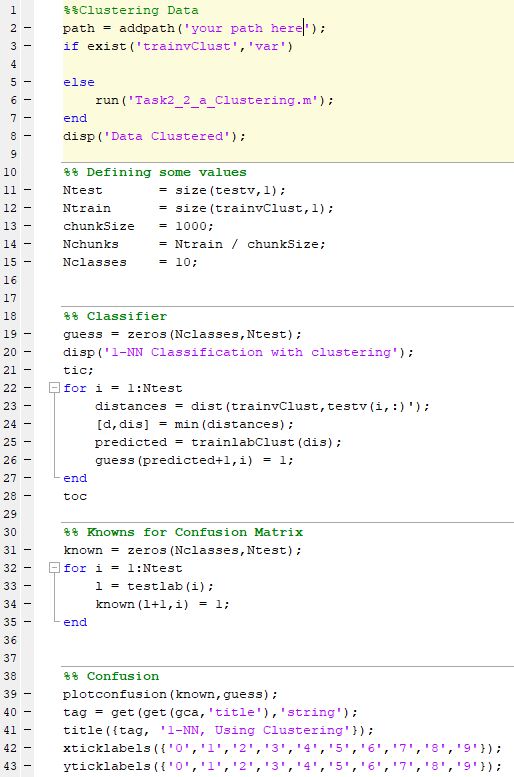 1 %%Clustering Data
2 – path = addpath('your path here');
3 – if exist('trainvClust','var')
4
5 – else
6 – run('Task2_2_a_Clustering.m');
7 – end
8 – disp('Data Clustered');
9
10 %% Defining some values
11 – Ntest = size(testv,1);
12 – Ntrain = size(trainvClust,1);
13 – chunkSize = 1000;
14 – Nchunks = Ntrain / chunkSize;
15 – Nclasses = 10;
16
17
18 %% Classifier
19 – guess = zeros(Nclasses,Ntest);
20 – disp('1-NN Classification with clustering');
21 – tic;
22 – for i = 1:Ntest
23 – distances = dist(trainvClust,testv(i,:)');
24 – [d,dis] = min(distances);
25 – predicted = trainlabClust(dis);
26 – guess(predicted+1,i) = 1;
27 – end
28 – toc
29
30 %% Knowns for Confusion Matrix
31 – known = zeros(Nclasses,Ntest);
32 – for i = 1:Ntest
33 – l = testlab(i);
34 – known(l+1,i) = 1;
35 – end
36
37
38 %% Confusion
39 – plotconfusion(known,guess);
40 – tag = get(get(gca,'title'),'string');
41 – title({tag, '1-NN, Using Clustering'});
42 – xticklabels({'0','1','2','3','4','5','6','7','8','9'});
43 – yticklabels({'0','1','2','3','4','5','6','7','8','9'});